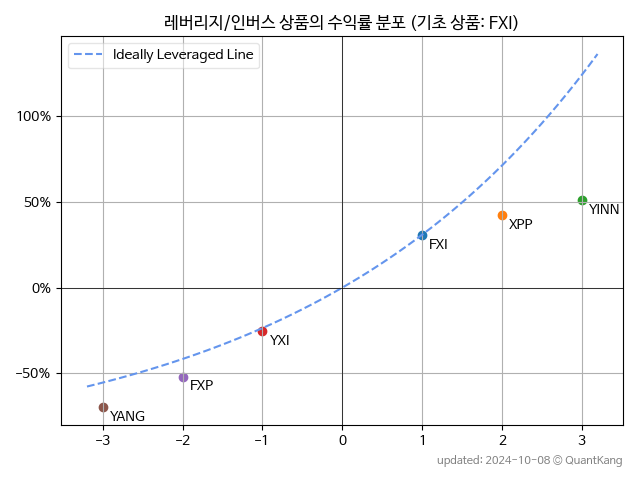 레버리지/인버스 상품의 수익률 분포 (기초 상품: FXI)
Ideally Leveraged Line
100%
50%
0%
−50%
YINN
XPP
FXI
YXI
FXP
YANG
−3 −2 −1 0 1 2 3
updated: 2024-10-08 © QuantKang